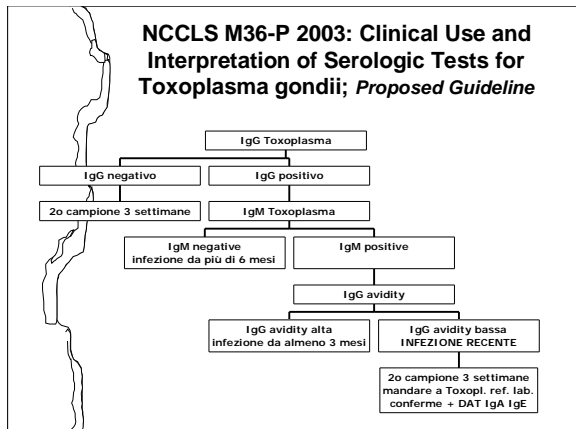 NCCLS M36-P 2003: Clinical Use and
Interpretation of Serologic Tests for
Toxoplasma gondii; Proposed Guideline
IgG Toxoplasma
IgG negativo
IgG positivo
2o campione 3 settimane
IgM Toxoplasma
IgM negative
infezione da più di 6 mesi
IgM positive
IgG avidity
IgG avidity alta
infezione da almeno 3 mesi
IgG avidity bassa
INFEZIONE RECENTE
2o campione 3 settimane
mandare a Toxopl. ref. lab.
conferme + DAT IgA IgE